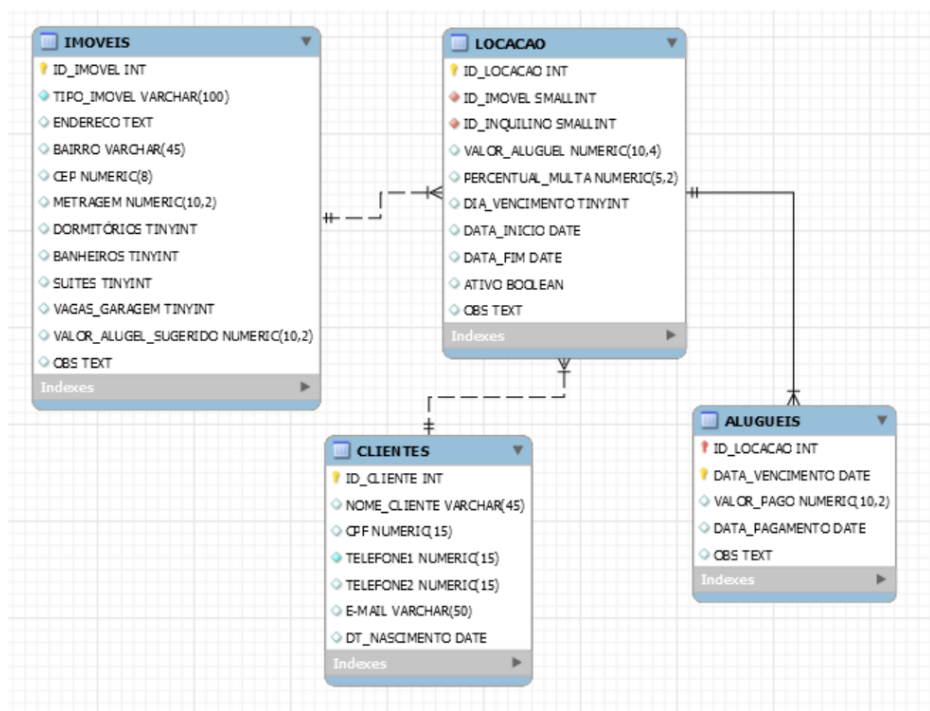 IMOVEIS
ID_IMOVEL INT
TIPO_IMOVEL VARCHAR(100)
ENDERECO TEXT
BAIRRO VARCHAR(45)
CEP NUMERIC(8)
METRAGEM NUMERIC(10,2)
DORMITÓRIOS TINYINT
BANHEIROS TINYINT
SUITES TINYINT
VAGAS_GARAGEM TINYINT
VALOR_ALUGEL_SUGERIDO NUMERIC(10,2)
OBS TEXT
Indexes
LOCACAO
ID_LOCACAO INT
ID_IMOVEL SMALLINT
ID_INQUILINO SMALLINT
VALOR_ALUGUEL NUMERIC(10,4)
PERCENTUAL_MULTA NUMERIC(5,2)
DIA_VENCIMENTO TINYINT
DATA_INICIO DATE
DATA_FIM DATE
ATIVO BOOLEAN
OBS TEXT
Indexes
CLIENTES
ID_CLIENTE INT
NOME_CLIENTE VARCHAR(45)
CPF NUMERIC(15)
TELEFONE1 NUMERIC(15)
TELEFONE2 NUMERIC(15)
E-MAIL VARCHAR(50)
DT_NASCIMENTO DATE
Indexes
ALUGUEIS
ID_LOCACAO INT
DATA_VENCIMENTO DATE
VALOR_PAGO NUMERIC(10,2)
DATA_PAGAMENTO DATE
OBS TEXT
Indexes